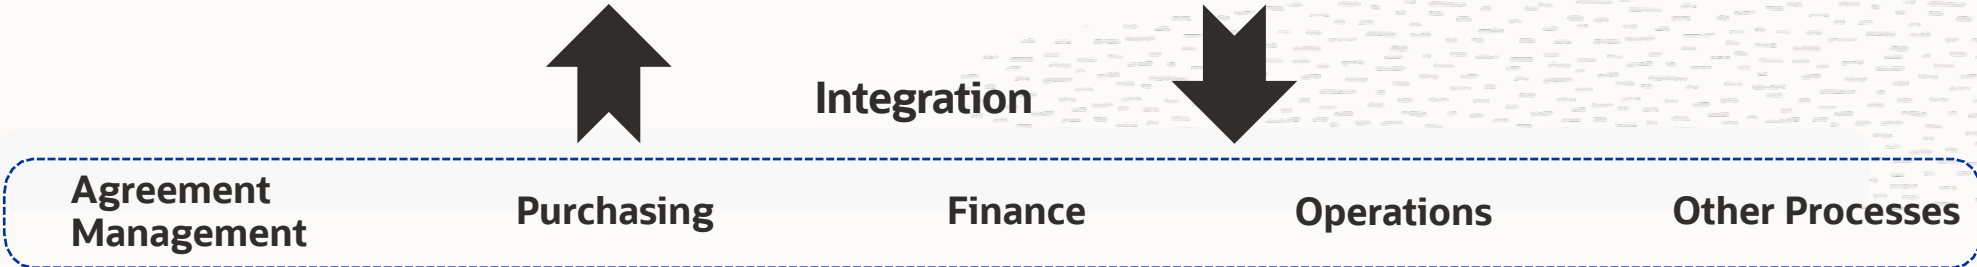 Integration
Agreement
Management
Purchasing
Finance
Operations
Other Processes